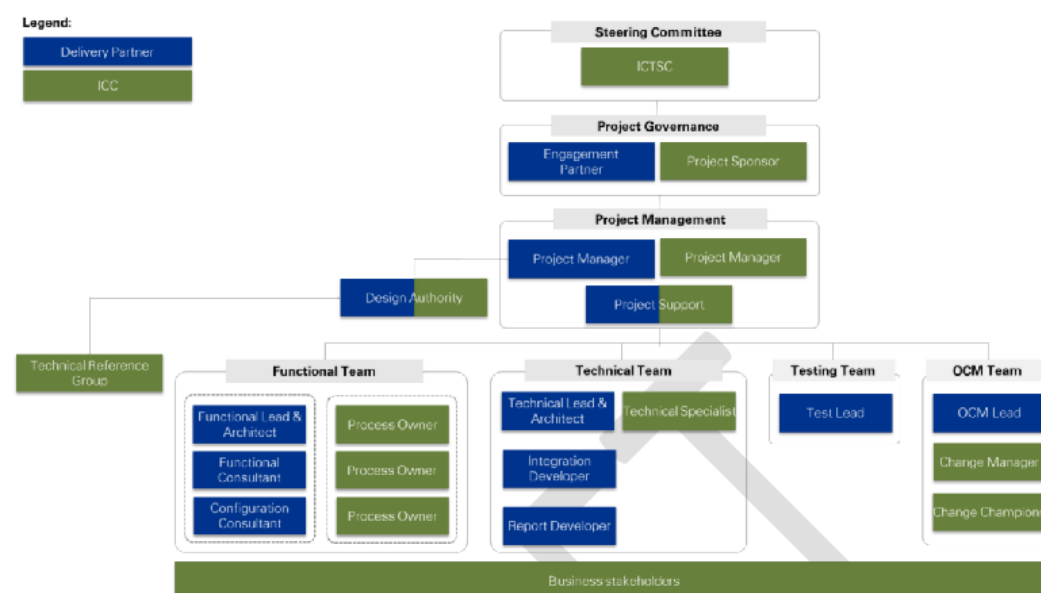 Legend:
Delivery Partner
ICC
Steering Committee
ICTSC
Project Governance
Engagement
Partner
Project Sponsor
Project Management
Project Manager
Project Manager
Design Authority
Project Support
Technical Reference
Group
Functional Team
Functional Lead &
Architect
Process Owner
Functional
Consultant
Process Owner
Configuration
Consultant
Process Owner
Technical Team
Technical Lead &
Architect
Technical Specialist
Integration
Developer
Report Developer
Testing Team
Test Lead
OCM Team
OCM Lead
Change Manager
Change Champion
Business stakeholders